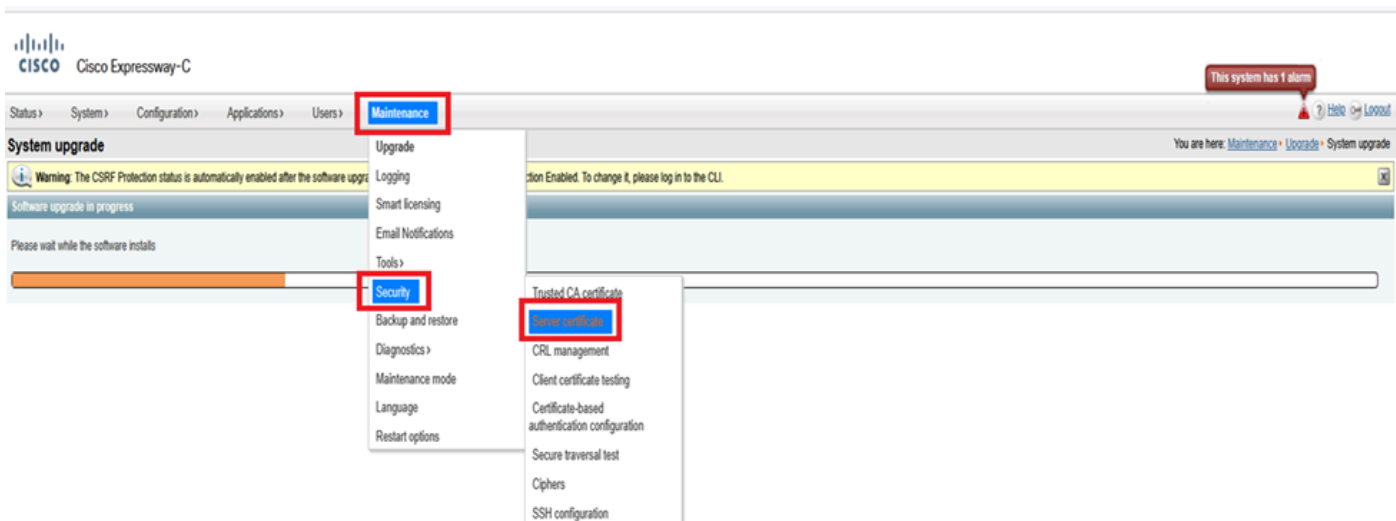 CISCO Cisco Expressway-C
This system has 1 alarm
Status > System > Configuration > Applications > Users > Maintenance
Help Logout
System upgrade
You are here: Maintenance Upgrade System upgrade
Warning: The CSRF Protection status is automatically enabled after the software upgra
ction Enabled. To change it, please log in to the CLI.
Software upgrade in progress
Please wait while the software installs
Upgrade
Logging
Smart licensing
Email Notifications
Tools >
Security
Backup and restore
Diagnostics >
Maintenance mode
Language
Restart options
Trusted CA certificate
Server certificate
CRL management
Client certificate testing
Certificate-based
authentication configuration
Secure traversal test
Ciphers
SSH configuration